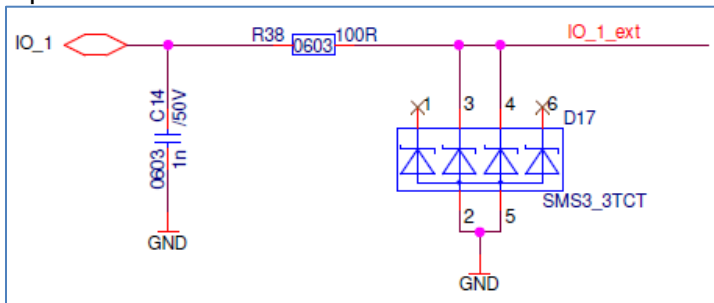 IO_1
R38
0603
100R
IO_1_ext
C14
/50V
0603
1n
1
3
4
6
D17
SMS3_3TCT
2
5
GND
GND